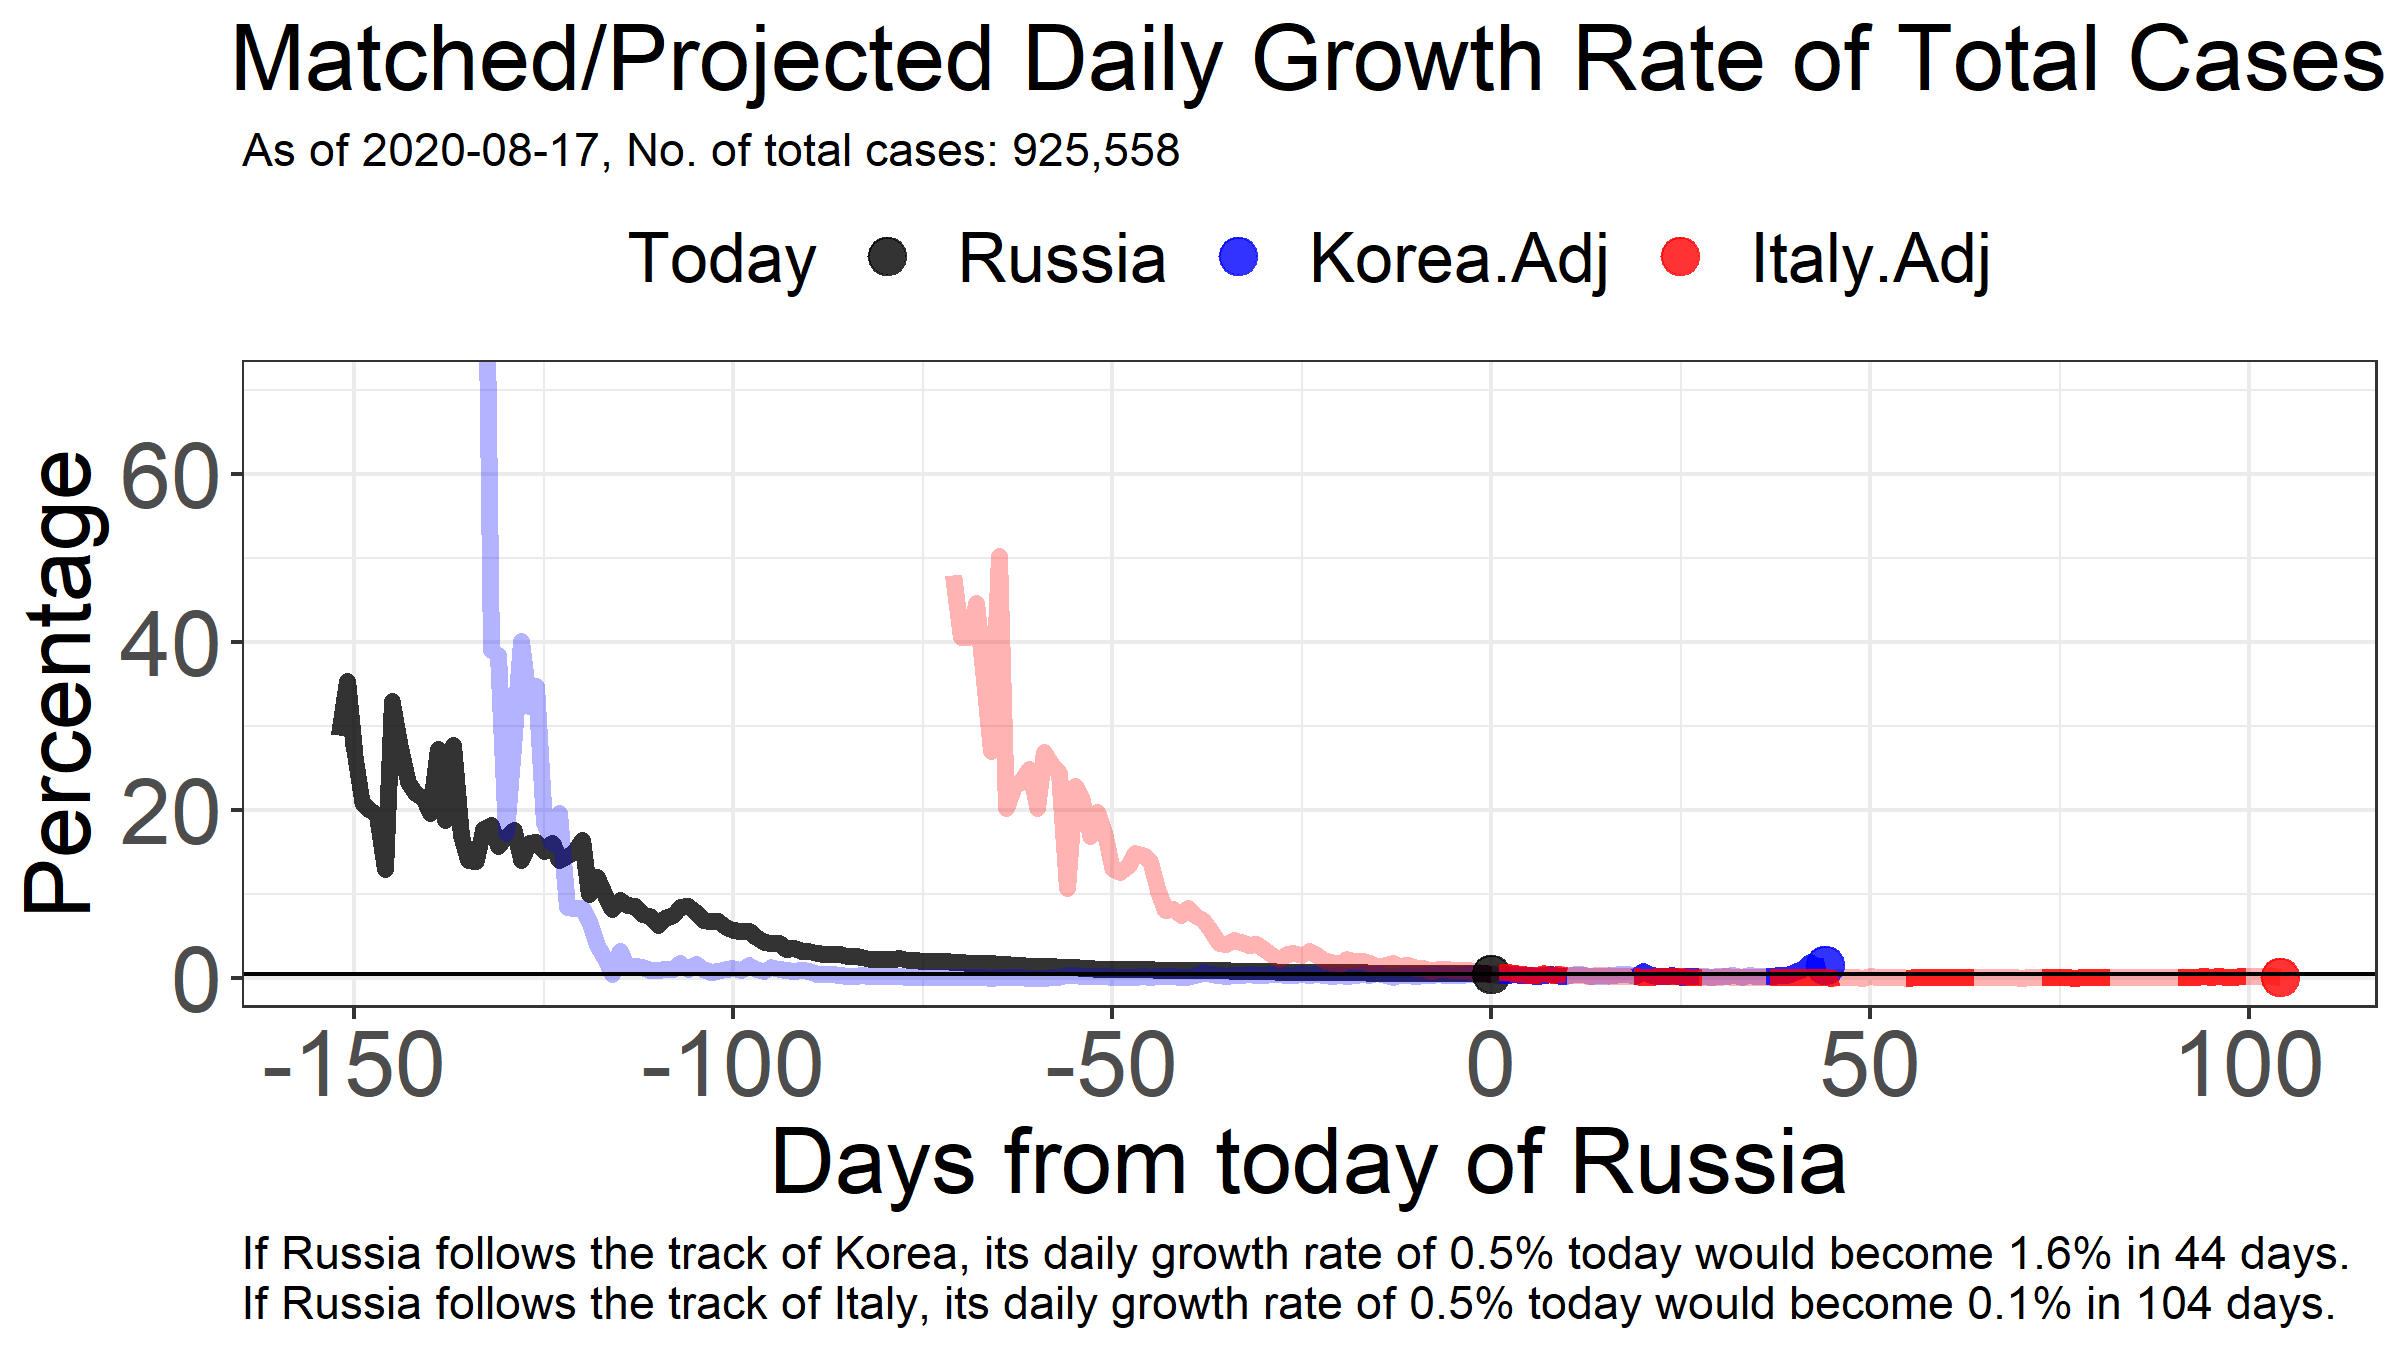 Matched/Projected Daily Growth Rate of Total Cases
As of 2020-08-17, No. of total cases: 925,558
Today Russia Korea.Adj Italy.Adj
Percentage
60
40
20
0
-150 -100 -50 0 50 100
Days from today of Russia
If Russia follows the track of Korea, its daily growth rate of 0.5% today would become 1.6% in 44 days.
If Russia follows the track of Italy, its daily growth rate of 0.5% today would become 0.1% in 104 days.